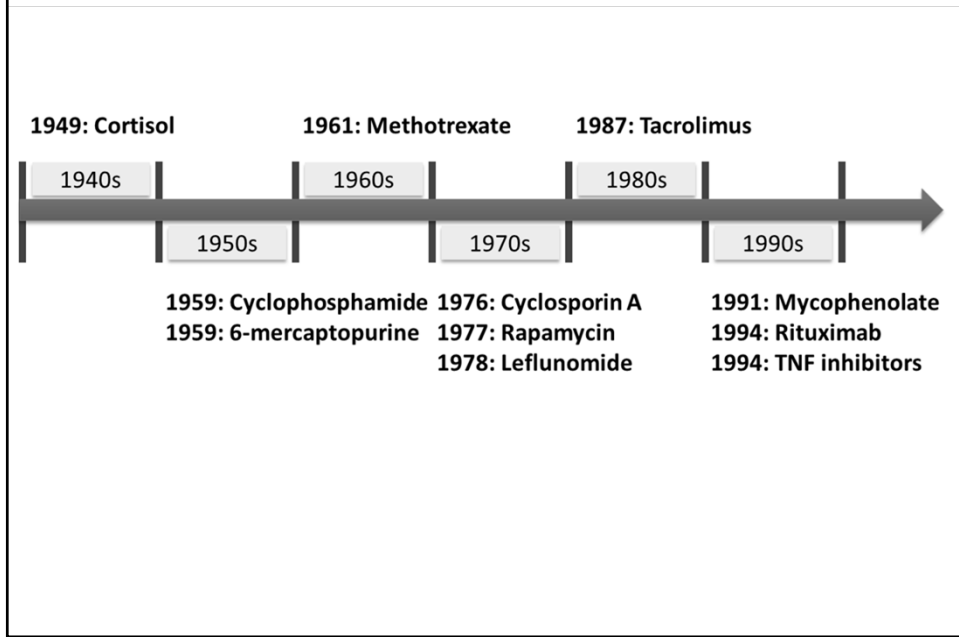 1949: Cortisol
1961: Methotrexate
1987: Tacrolimus
1940s
1960s
1980s
1950s
1970s
1990s
1959: Cyclophosphamide
1959: 6-mercaptopurine
1976: Cyclosporin A
1977: Rapamycin
1978: Leflunomide
1991: Mycophenolate
1994: Rituximab
1994: TNF inhibitors